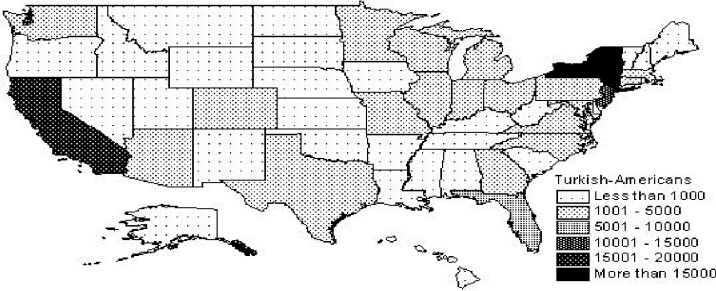 Turkish-Americans
Less than 1000
1001 - 5000
5001 - 10000
10001 - 15000
15001 - 20000
More than 15000